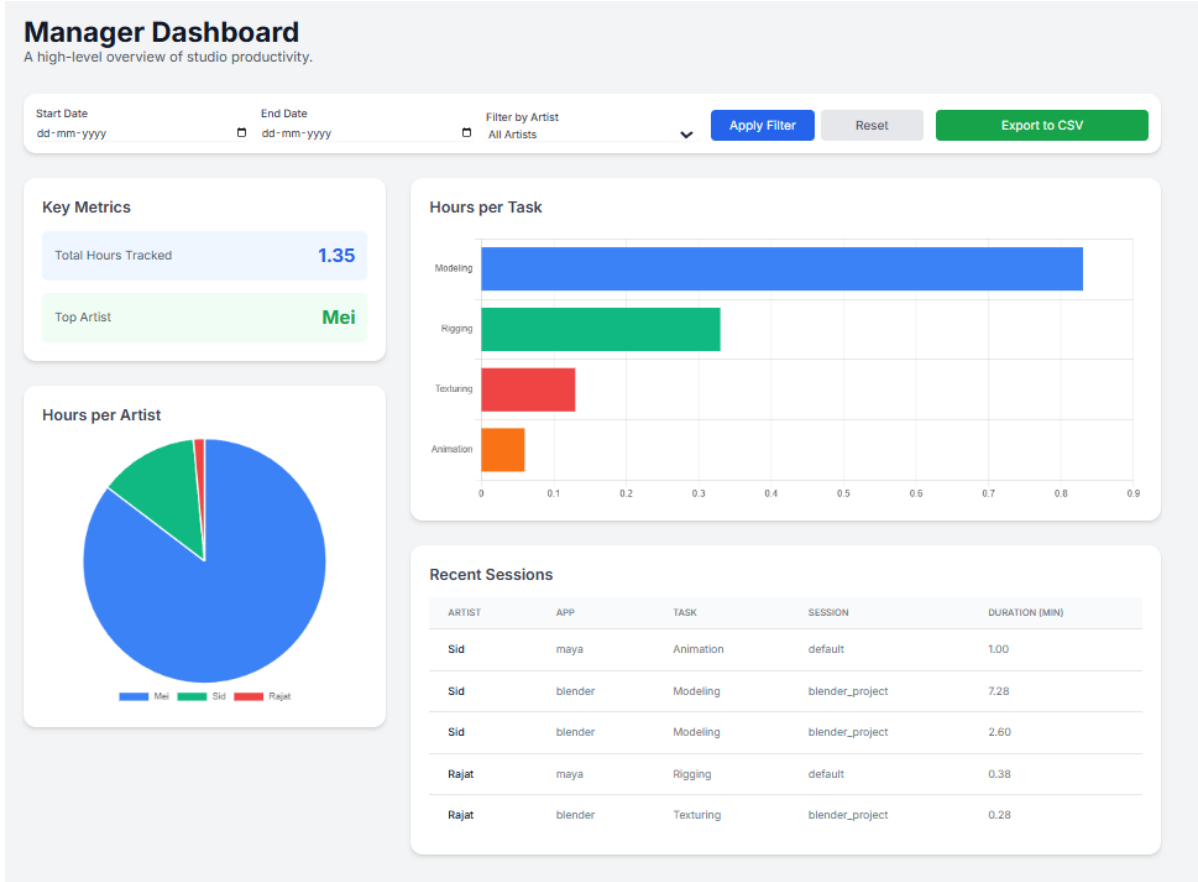 Manager Dashboard
A high-level overview of studio productivity.
Start Date
dd-mm-yyyy
End Date
dd-mm-yyyy
Filter by Artist
All Artists
Apply Filter
Reset
Export to CSV
Key Metrics
Total Hours Tracked 1.35
Top Artist Mei
Hours per Artist
Mei Sid Rajat
Hours per Task
Modeling
Rigging
Texturing
Animation
0 0.1 0.2 0.3 0.4 0.5 0.6 0.7 0.8 0.9
Recent Sessions
ARTIST APP TASK SESSION DURATION (MIN)
Sid maya Animation default 1.00
Sid blender Modeling blender_project 7.28
Sid blender Modeling blender_project 2.60
Rajat maya Rigging default 0.38
Rajat blender Texturing blender_project 0.28